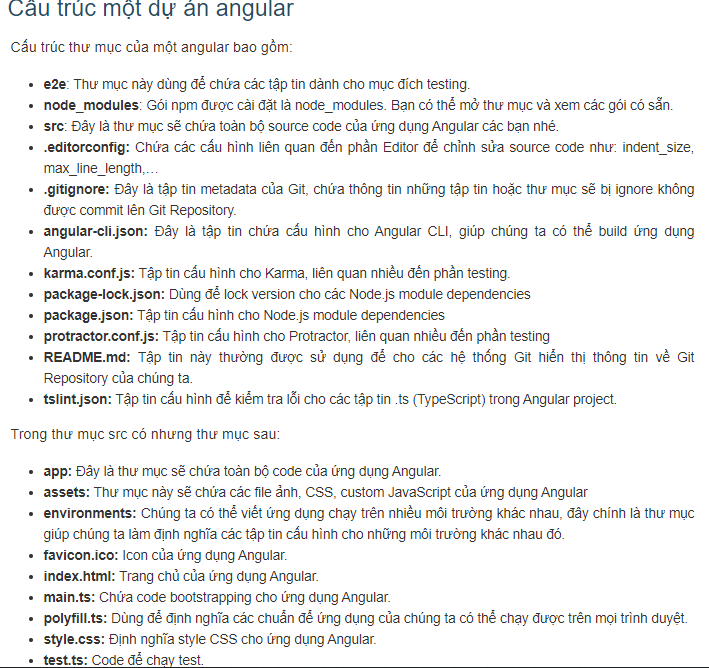 Cấu trúc một dự án angular
Cấu trúc thư mục của một angular bao gồm:
e2e: Thư mục này dùng để chứa các tập tin dành cho mục đích testing.
node_modules: Gói npm được cài đặt là node_modules. Bạn có thể mở thư mục và xem các gói có sẵn.
src: Đây là thư mục sẽ chứa toàn bộ source code của ứng dụng Angular các bạn nhé.
.editorconfig: Chứa các cấu hình liên quan đến phần Editor để chỉnh sửa source code như: indent_size,
max_line_length,…
.gitignore: Đây là tập tin metadata của Git, chứa thông tin những tập tin hoặc thư mục sẽ bị ignore không
được commit lên Git Repository.
angular-cli.json: Đây là tập tin chứa cấu hình cho Angular CLI, giúp chúng ta có thể build ứng dụng
Angular.
karma.conf.js: Tập tin cấu hình cho Karma, liên quan nhiều đến phần testing.
package-lock.json: Dùng để lock version cho các Node.js module dependencies
package.json: Tập tin cấu hình cho Node.js module dependencies
protractor.conf.js: Tập tin cấu hình cho Protractor, liên quan nhiều đến phần testing
README.md: Tập tin này thường được sử dụng để cho các hệ thống Git hiển thị thông tin về Git
Repository của chúng ta.
tslint.json: Tập tin cấu hình để kiểm tra lỗi cho các tập tin .ts (TypeScript) trong Angular project.
Trong thư mục src có nhưng thư mục sau:
app: Đây là thư mục sẽ chứa toàn bộ code của ứng dụng Angular.
assets: Thư mục này sẽ chứa các file ảnh, CSS, custom JavaScript của ứng dụng Angular
environments: Chúng ta có thể viết ứng dụng chạy trên nhiều môi trường khác nhau, đây chính là thư mục
giúp chúng ta làm định nghĩa các tập tin cấu hình cho những môi trường khác nhau đó.
favicon.ico: Icon của ứng dụng Angular.
index.html: Trang chủ của ứng dụng Angular.
main.ts: Chứa code bootstrapping cho ứng dụng Angular.
polyfill.ts: Dùng để định nghĩa các chuẩn để ứng dụng của chúng ta có thể chạy được trên mọi trình duyệt.
style.css: Định nghĩa style CSS cho ứng dụng Angular.
test.ts: Code để chạy test.